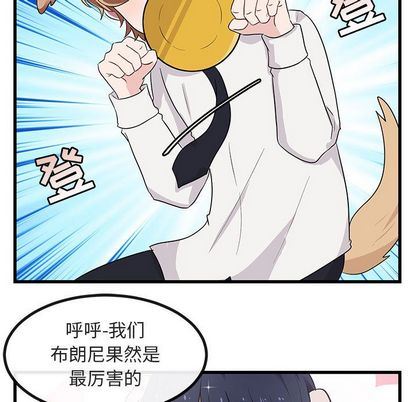 登
登
呼呼-我们
布朗尼果然是
最厉害的